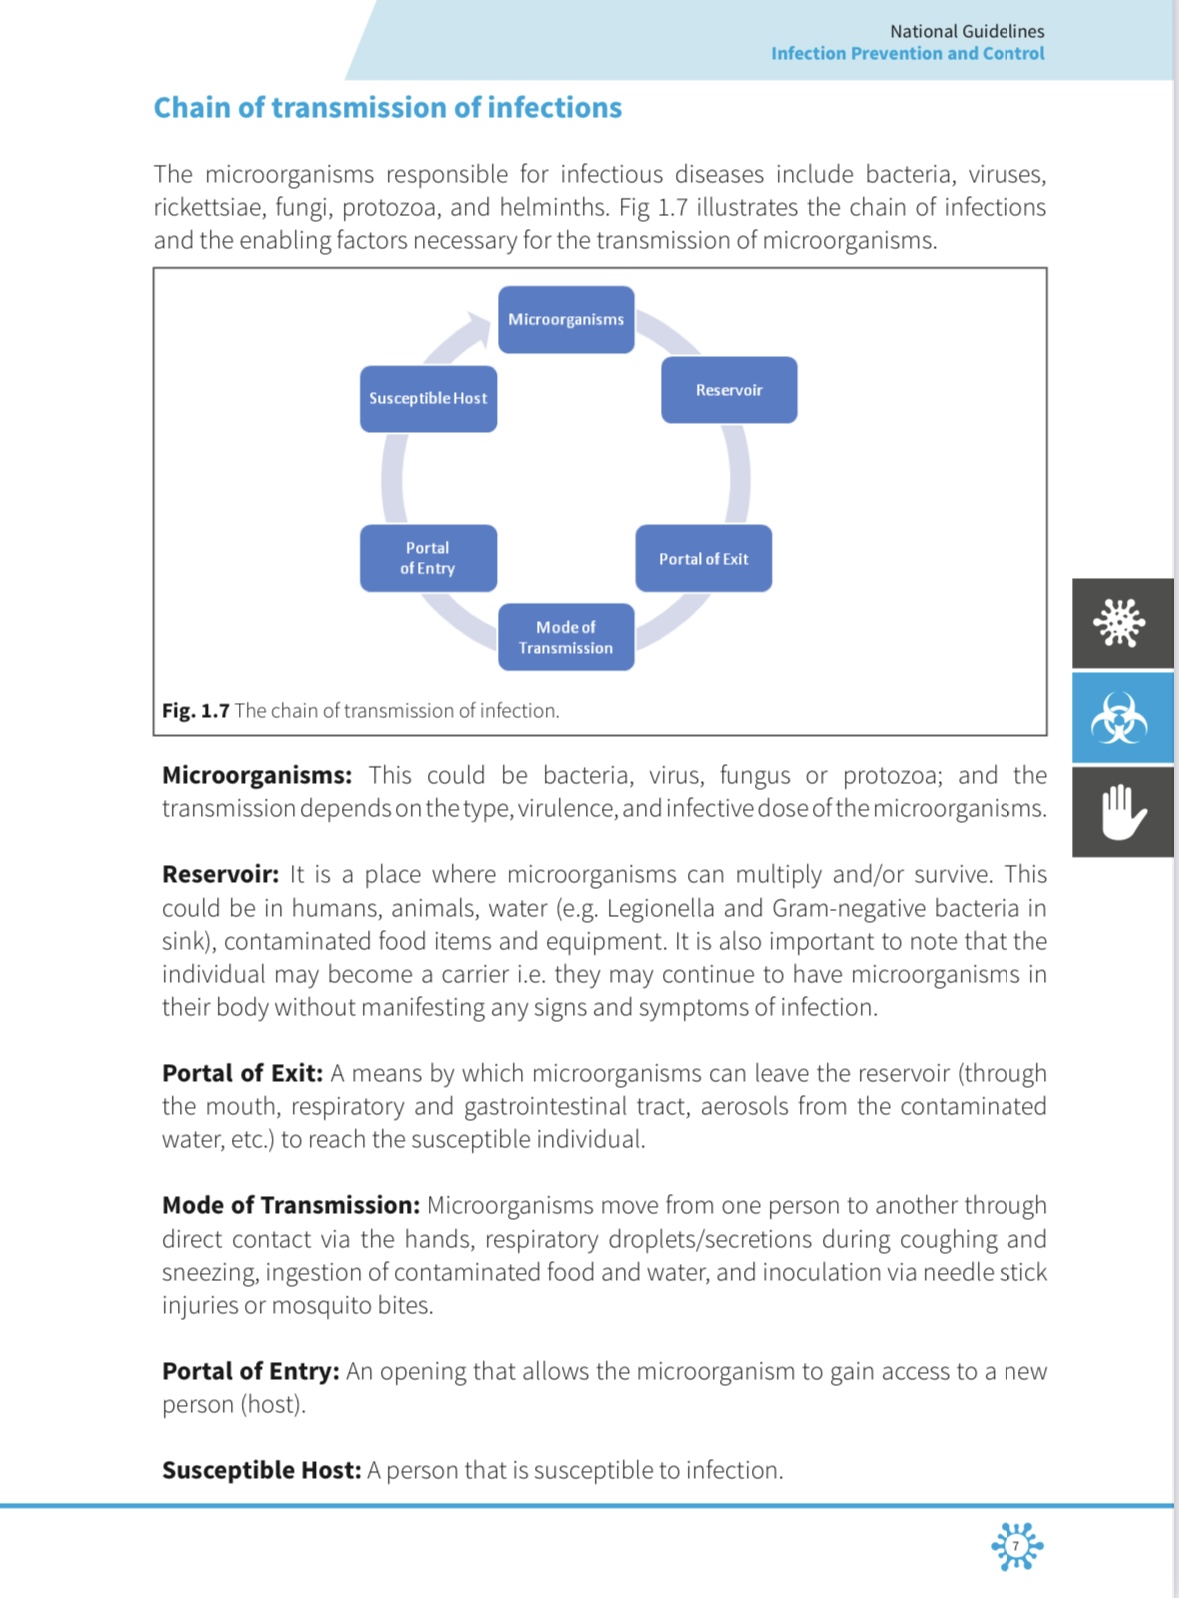 National Guidelines
Infection Prevention and Control
Chain of transmission of infections
The microorganisms responsible for infectious diseases include bacteria, viruses,
rickettsiae, fungi, protozoa, and helminths. Fig 1.7 illustrates the chain of infections
and the enabling factors necessary for the transmission of microorganisms.
Microorganisms
Reservoir
Susceptible Host
Portal
of Entry
Portal of Exit
Mode of
Transmission
Fig. 1.7 The chain of transmission of infection.
Microorganisms: This could be bacteria, virus, fungus or protozoa; and the
transmission depends on the type, virulence, and infective dose of the microorganisms.
Reservoir: It is a place where microorganisms can multiply and/or survive. This
could be in humans, animals, water (e.g. Legionella and Gram-negative bacteria in
sink), contaminated food items and equipment. It is also important to note that the
individual may become a carrier i.e. they may continue to have microorganisms in
their body without manifesting any signs and symptoms of infection.
Portal of Exit: A means by which microorganisms can leave the reservoir (through
the mouth, respiratory and gastrointestinal tract, aerosols from the contaminated
water, etc.) to reach the susceptible individual.
Mode of Transmission: Microorganisms move from one person to another through
direct contact via the hands, respiratory droplets/secretions during coughing and
sneezing, ingestion of contaminated food and water, and inoculation via needle stick
injuries or mosquito bites.
Portal of Entry: An opening that allows the microorganism to gain access to a new
person (host).
Susceptible Host: A person that is susceptible to infection.
7